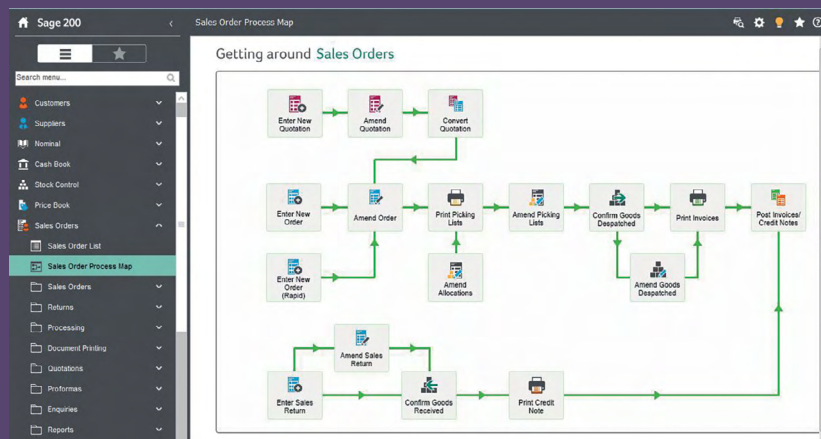 Sage 200
Sales Order Process Map
Search menu...
Customers
Suppliers
Nominal
Cash Book
Stock Control
Price Book
Sales Orders
Sales Order List
Sales Order Process Map
Sales Orders
Returns
Processing
Document Printing
Quotations
Proformas
Enquiries
Reports
Getting around Sales Orders
Enter New
Quotation
Amend
Quotation
Convert
Quotation
Enter New
Order
Amend Order
Print Picking
Lists
Amend Picking
Lists
Confirm Goods
Despatched
Print Invoices
Post Invoices/
Credit Notes
Enter New
Order
(Rapid)
Amend
Allocations
Amend Goods
Despatched
Amend Sales
Return
Enter Sales
Return
Confirm Goods
Received
Print Credit
Note